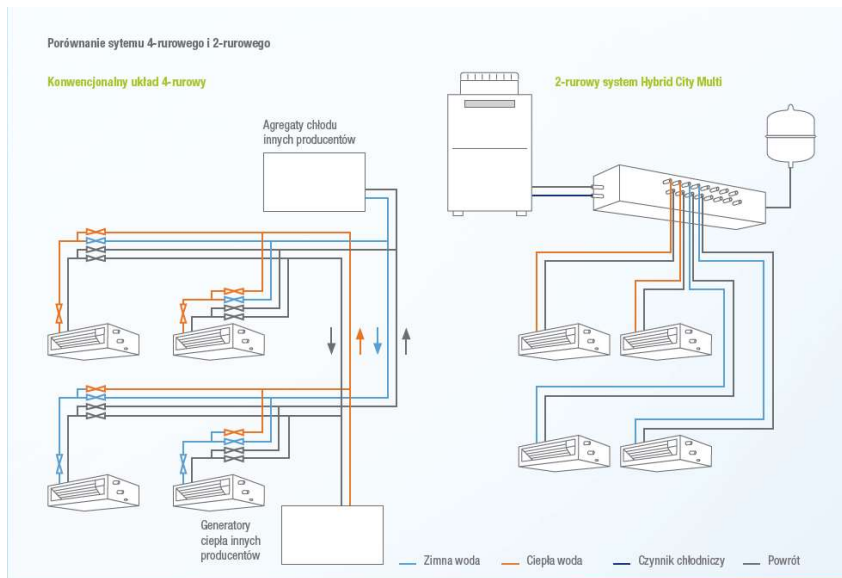 Porównanie sytemu 4-rurowego i 2-rurowego
Konwencjonalny układ 4-rurowy
2-rurowy system Hybrid City Multi
Agregaty chłodu
innych producentów
Generatory
ciepła innych
producentów
Zimna woda
Ciepła woda
Czynnik chłodniczy
Powrót